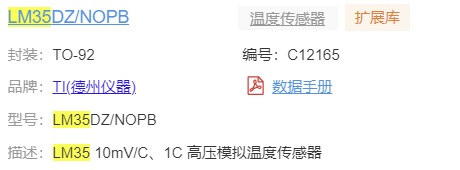 LM35DZ/NOPB 温度传感器 扩展库
封装：TO-92 编号：C12165
品牌：TI(德州仪器) 数据手册
型号：LM35DZ/NOPB
描述：LM35 10mV/C、1C 高压模拟温度传感器